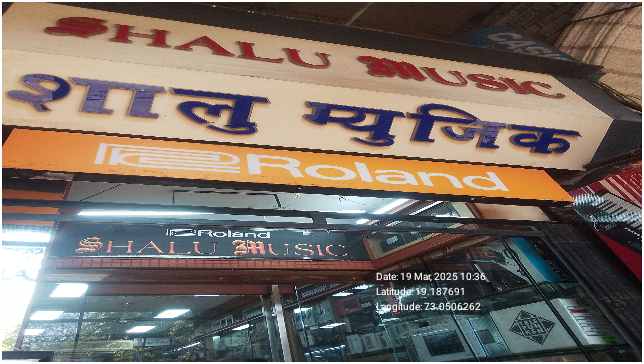 SHALU MUSIC
शालु म्युजिक
Roland
Roland
SHALU MUSIC
Date: 19 Mar, 2025 10:36
Latitude: 19.187691
Longitude: 73.0506262